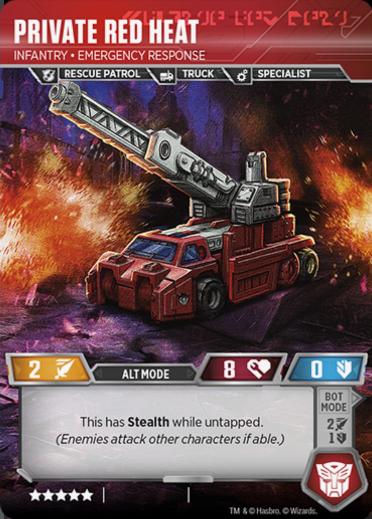 PRIVATE RED HEAT
INFANTRY • EMERGENCY RESPONSE
RESCUE PATROL TRUCK SPECIALIST
2 ALT MODE 8 0
BOT
MODE
2
1
This has Stealth while untapped.
(Enemies attack other characters if able.)
TM & © Hasbro. © Wizards.